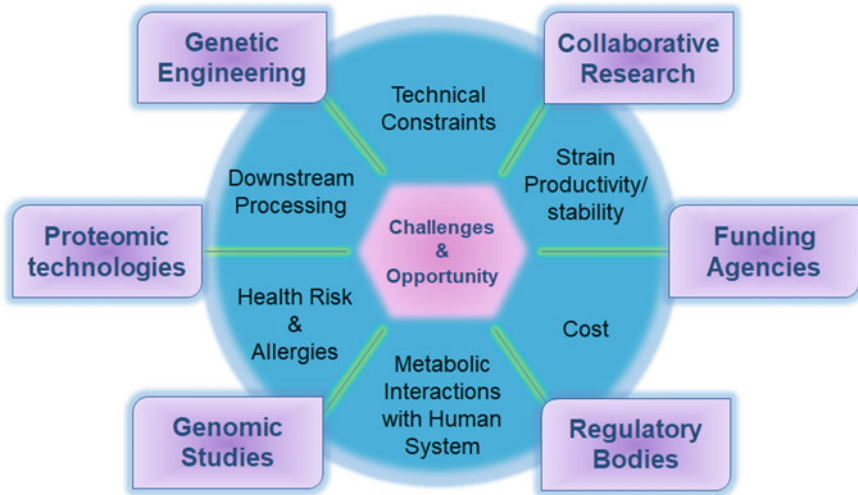 Genetic
Engineering
Collaborative
Research
Technical
Constraints
Downstream
Processing
Strain
Productivity/
stability
Proteomic
technologies
Challenges
&
Opportunity
Funding
Agencies
Health Risk
&
Allergies
Cost
Metabolic
Interactions
with Human
System
Genomic
Studies
Regulatory
Bodies